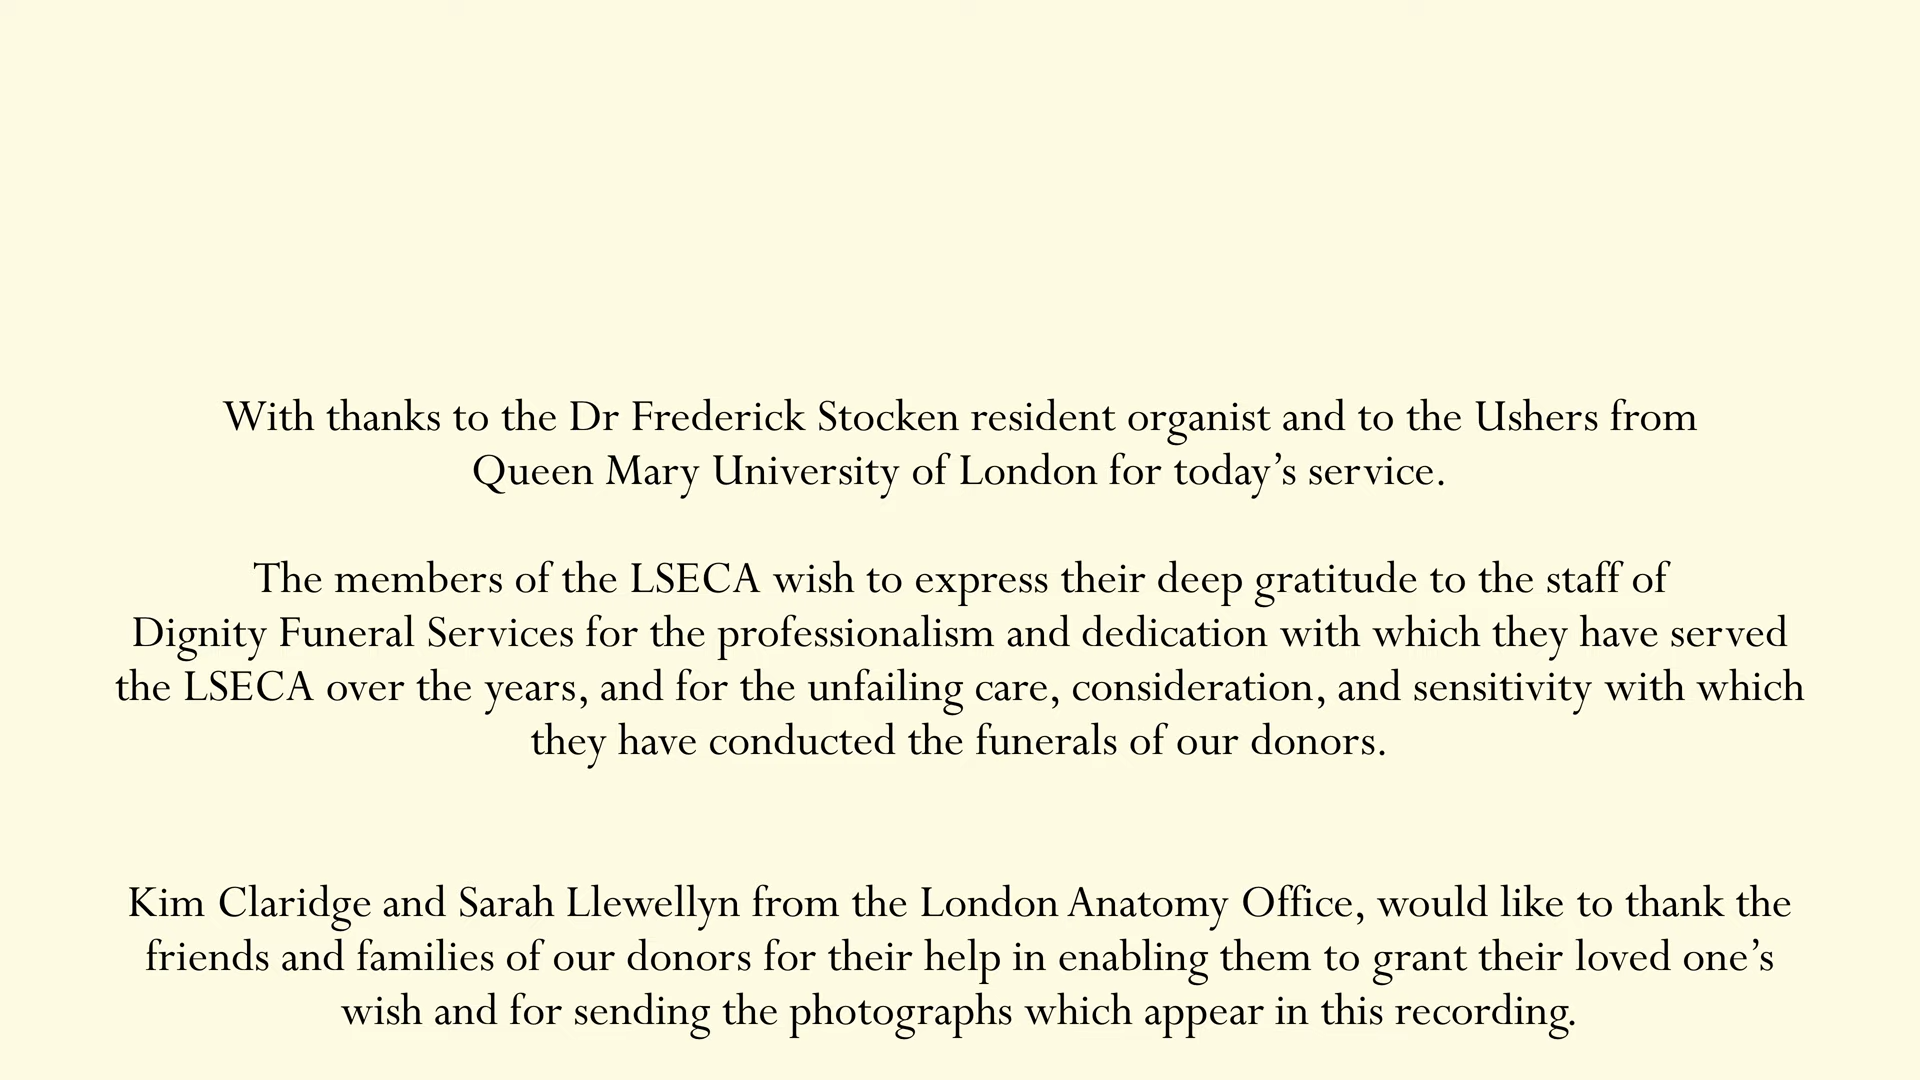 With thanks to the Dr Frederick Stocken resident organist and to the Ushers from
Queen Mary University of London for today’s service.
The members of the LSECA wish to express their deep gratitude to the staff of
Dignity Funeral Services for the professionalism and dedication with which they have served
the LSECA over the years, and for the unfailing care, consideration, and sensitivity with which
they have conducted the funerals of our donors.
Kim Claridge and Sarah Llewellyn from the London Anatomy Office, would like to thank the
friends and families of our donors for their help in enabling them to grant their loved one’s
wish and for sending the photographs which appear in this recording.